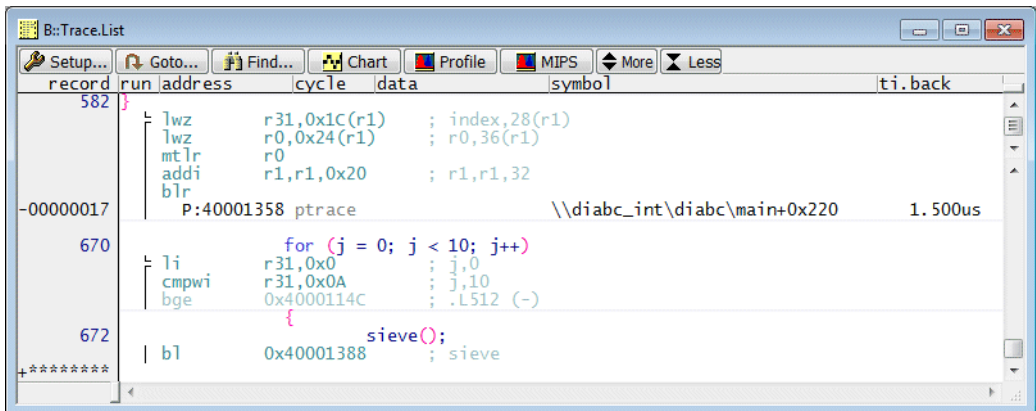 B::Trace.List
Setup... Goto... Find... Chart Profile MIPS More Less
record run address cycle data symbol ti.back
582 }
lwz r31,0x1C(r1) ; index,28(r1)
lwz r0,0x24(r1) ; r0,36(r1)
mtlr r0
addi r1,r1,0x20 ; r1,r1,32
blr
-00000017 P:40001358 ptrace \\diabc_int\diabc\main+0x220 1.500us
670 for (j = 0; j < 10; j++)
li r31,0x0 ; j,0
cmpwi r31,0x0A ; j,10
bge 0x4000114C ; .L512 (-)
{
672 sieve();
bl 0x40001388 ; sieve
+********